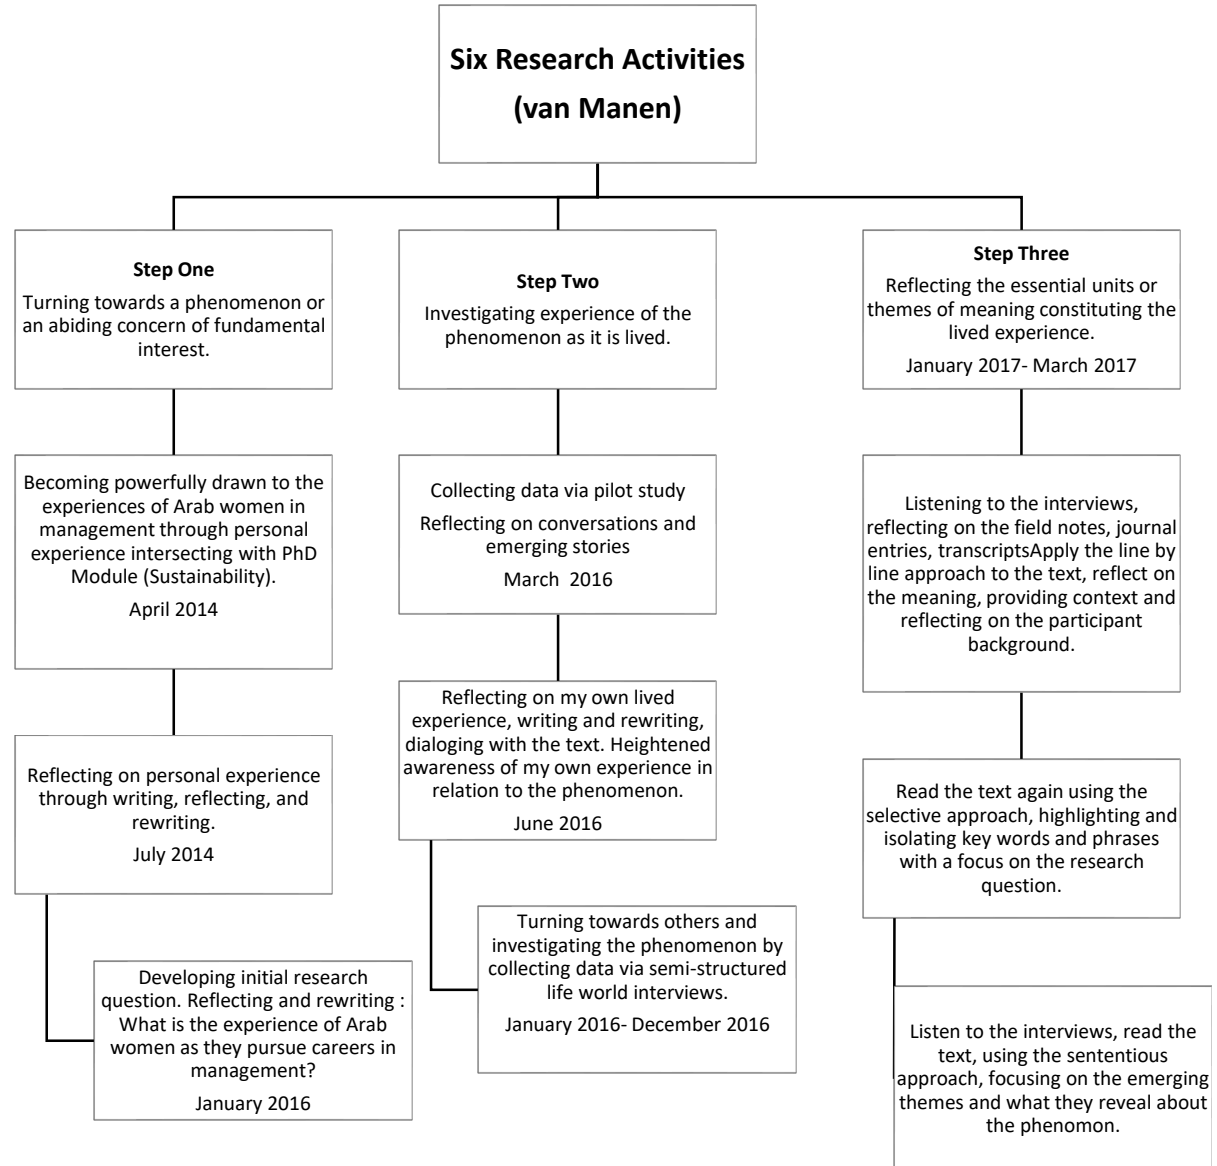 Six Research Activities
(van Manen)
Step One
Turning towards a phenomenon or
an abiding concern of fundamental
interest.
Becoming powerfully drawn to the
experiences of Arab women in
management through personal
experience intersecting with PhD
Module (Sustainability).
April 2014
Reflecting on personal experience
through writing, reflecting, and
rewriting.
July 2014
Developing initial research
question. Reflecting and rewriting :
What is the experience of Arab
women as they pursue careers in
management?
January 2016
Step Two
Investigating experience of the
phenomenon as it is lived.
Collecting data via pilot study
Reflecting on conversations and
emerging stories
March  2016
Reflecting on my own lived
experience, writing and rewriting,
dialoging with the text. Heightened
awareness of my own experience in
relation to the phenomenon.
June 2016
Turning towards others and
investigating the phenomenon by
collecting data via semi-structured
life world interviews.
January 2016- December 2016
Step Three
Reflecting the essential units or
themes of meaning constituting the
lived experience.
January 2017- March 2017
Listening to the interviews,
reflecting on the field notes, journal
entries, transcriptsApply the line by
line approach to the text, reflect on
the meaning, providing context and
reflecting on the participant
background.
Read the text again using the
selective approach, highlighting and
isolating key words and phrases
with a focus on the research
question.
Listen to the interviews, read the
text, using the sententious
approach, focusing on the emerging
themes and what they reveal about
the phenomon.